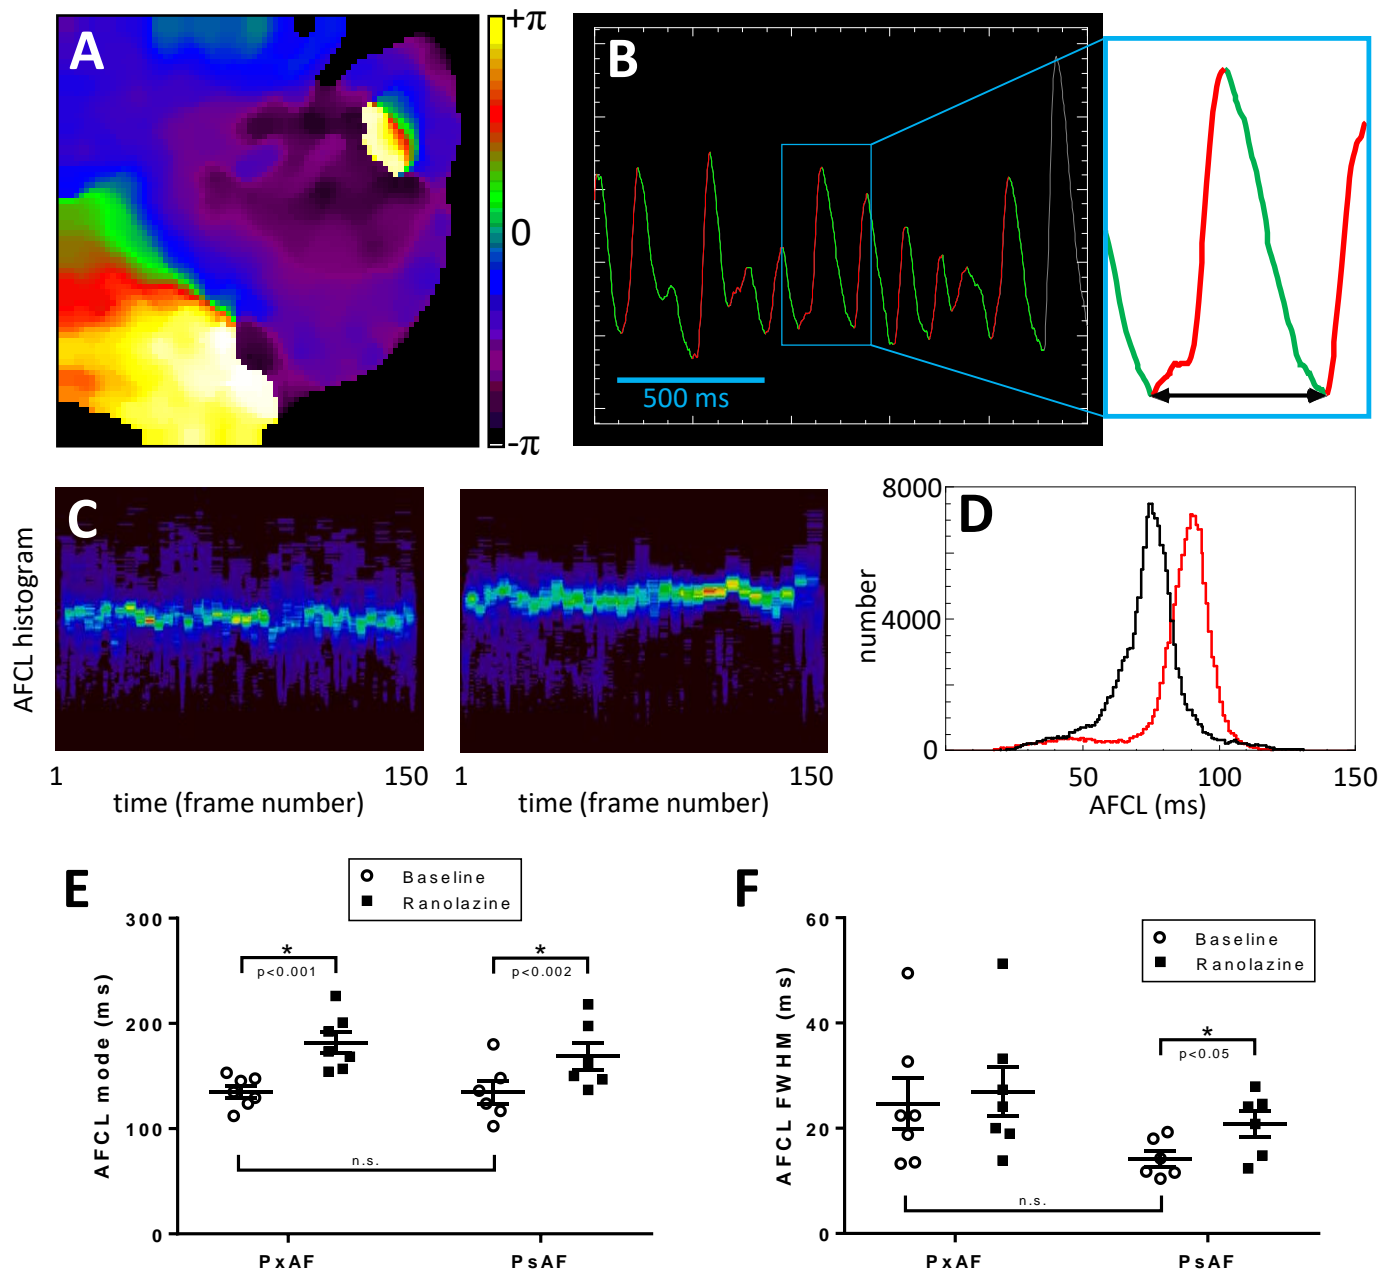 A
+π
0
-π
B
500 ms
C
AFCL histogram
1
150
time (frame number)
1
150
time (frame number)
D
8000
4000
0
number
50
100
150
AFCL (ms)
E
Baseline
Ranolazine
300
200
100
0
AFCL mode (ms)
*
p<0.001
*
p<0.002
n.s.
PxAF
PsAF
F
Baseline
Ranolazine
60
40
20
0
AFCL FWHM (ms)
*
p<0.05
n.s.
PxAF
PsAF